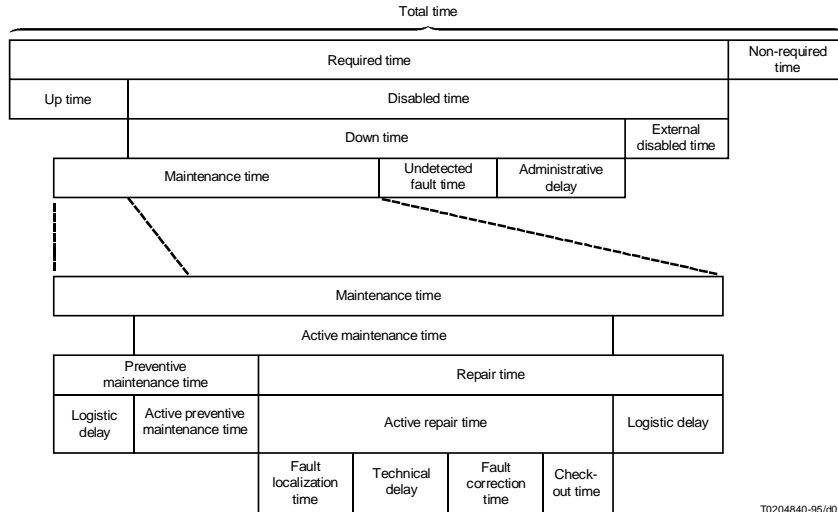 Total time
Required time
Non-required
time
Up time
Disabled time
Down time
External
disabled time
Maintenance time
Undetected
fault time
Administrative
delay
Maintenance time
Active maintenance time
Preventive
maintenance time
Repair time
Logistic
delay
Active preventive
maintenance time
Active repair time
Logistic delay
Fault
localization
time
Technical
delay
Fault
correction
time
Check-
out time
T0204840-95/d0